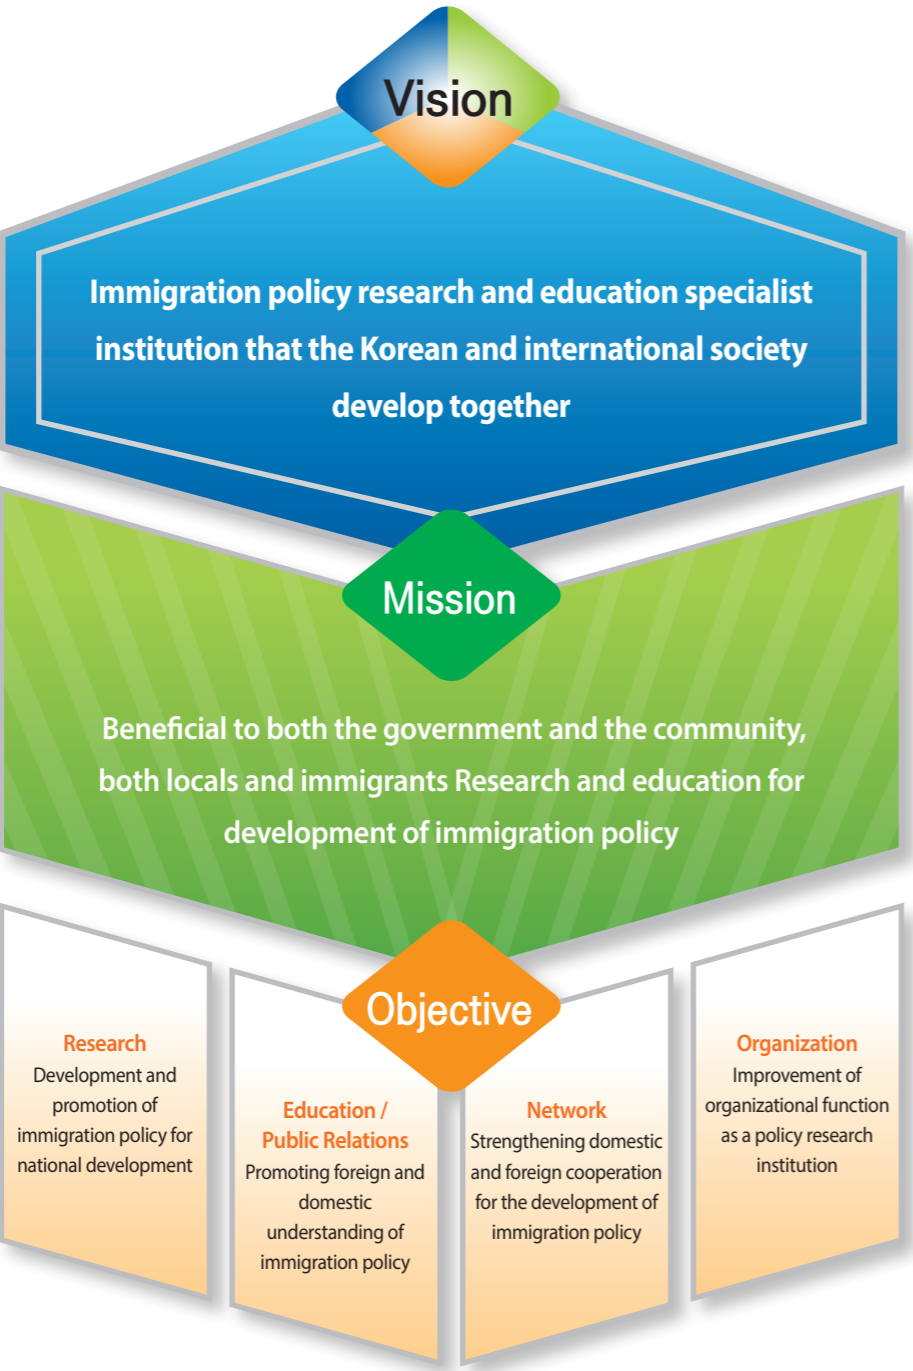 Vision
Immigration policy research and education specialist
institution that the Korean and international society
develop together
Mission
Beneficial to both the government and the community,
both locals and immigrants Research and education for
development of immigration policy
Objective
Research
Development and
promotion of
immigration policy for
national development
Education /
Public Relations
Promoting foreign and
domestic
understanding of
immigration policy
Network
Strengthening domestic
and foreign cooperation
for the development of
immigration policy
Organization
Improvement of
organizational function
as a policy research
institution